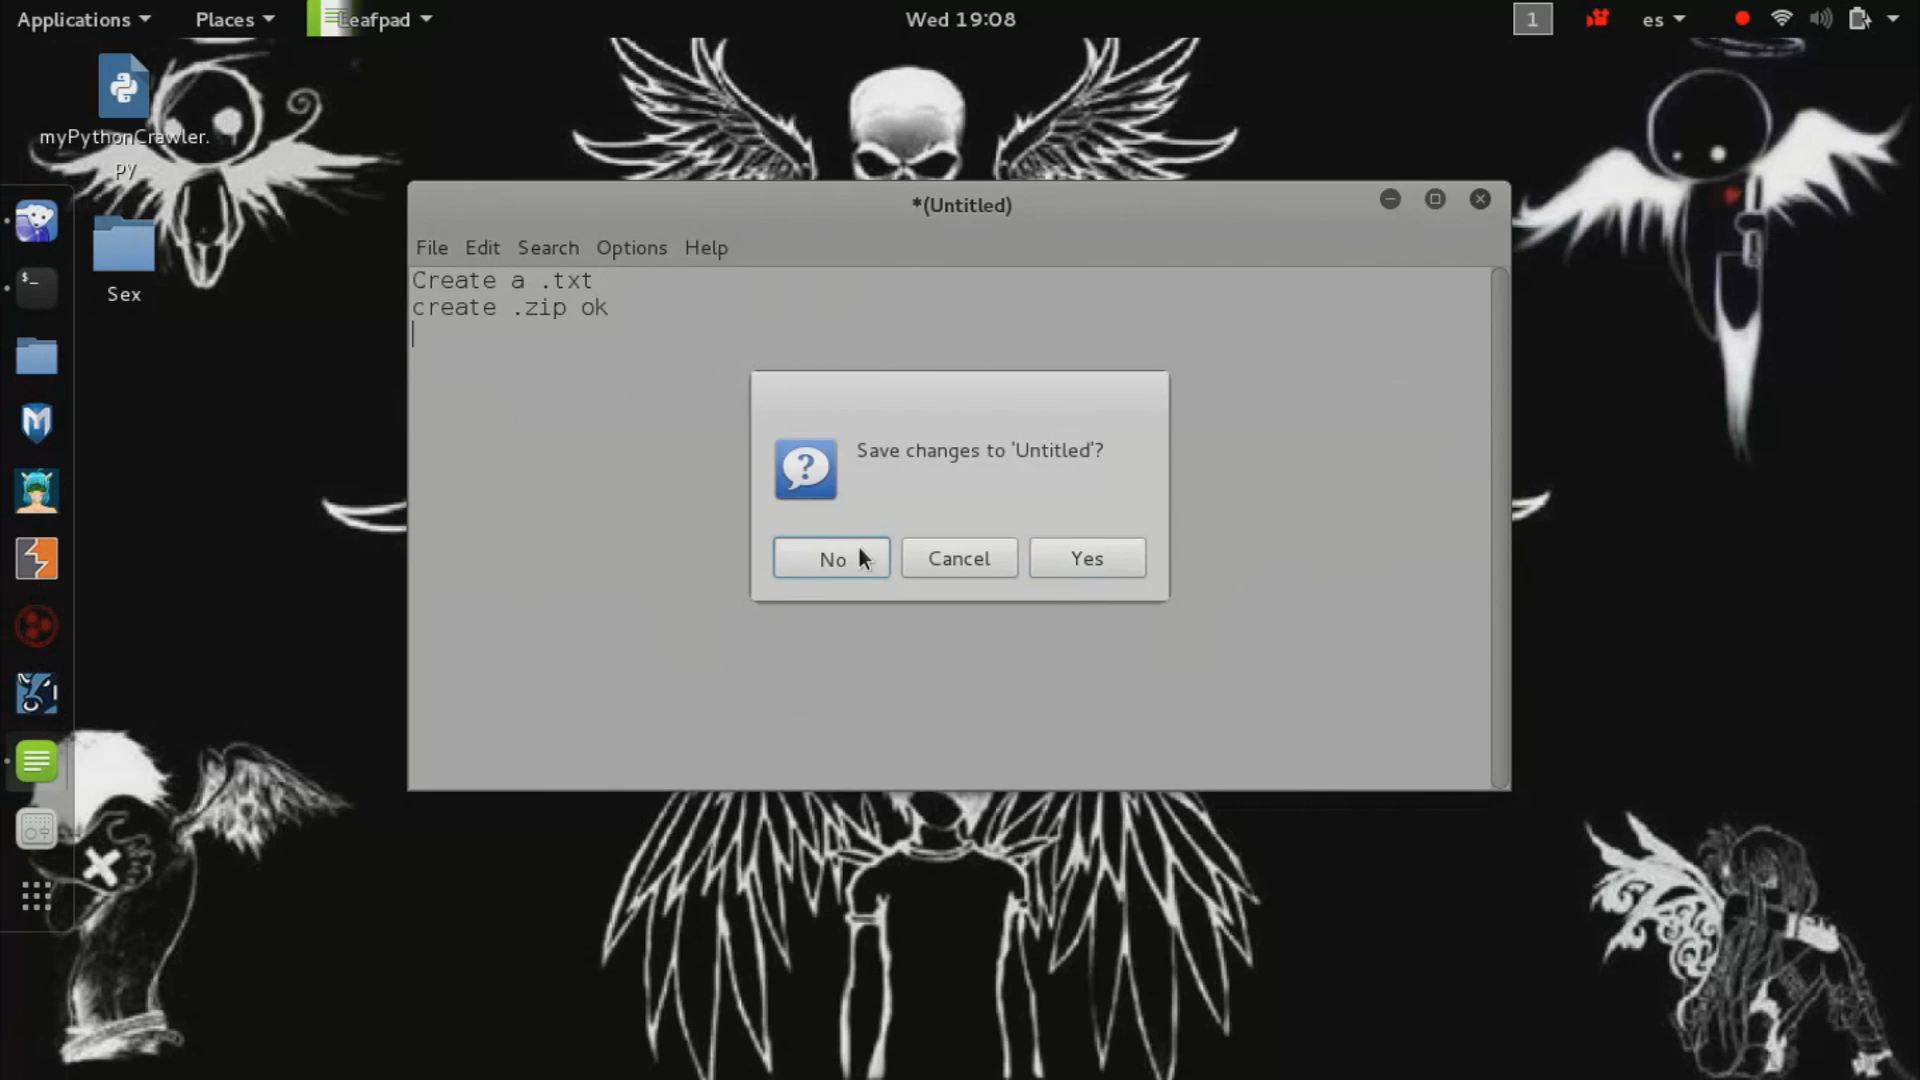 Applications Places Leafpad Wed 19:08 1 es
myPythonCrawler.
py
Sex
*(Untitled)
File Edit Search Options Help
Create a .txt
create .zip ok
Save changes to 'Untitled'?
No Cancel Yes
$_